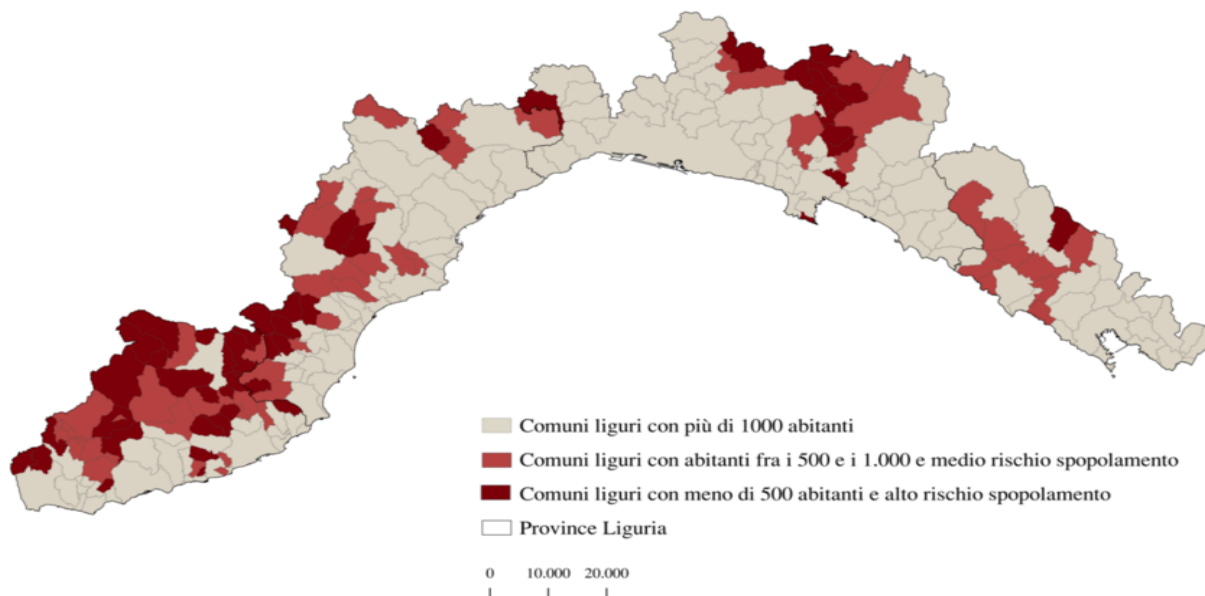 Comuni liguri con più di 1000 abitanti
Comuni liguri con abitanti fra i 500 e i 1.000 e medio rischio spopolamento
Comuni liguri con meno di 500 abitanti e alto rischio spopolamento
Province Liguria
0 10.000 20.000